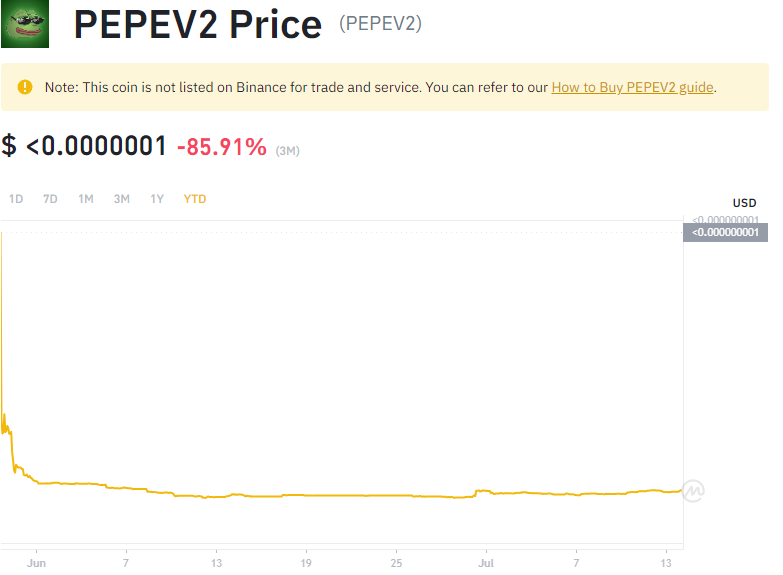 PEPEV2 Price (PEPEV2)
Note: This coin is not listed on Binance for trade and service. You can refer to our How to Buy PEPEV2 guide.
$ <0.0000001 -85.91% (3M)
1D 7D 1M 3M 1Y YTD
USD
<0.000000001
<0.000000001
Jun 7 13 19 25 Jul 7 13